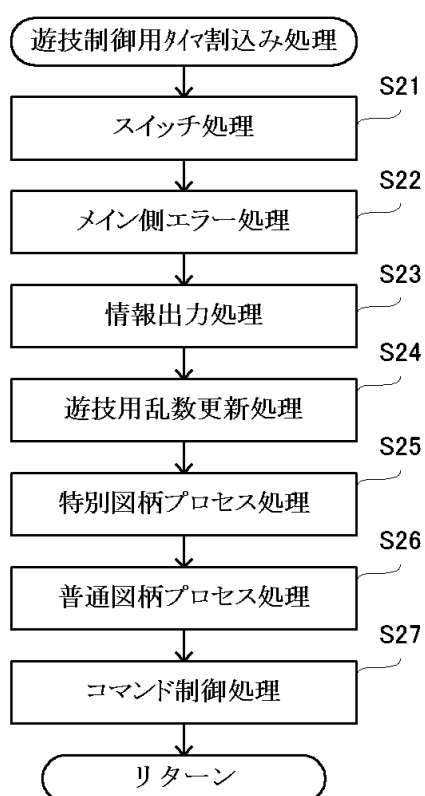 遊技制御用ﾀｲﾏ割込み処理
S21
スイッチ処理
S22
メイン側エラー処理
S23
情報出力処理
S24
遊技用乱数更新処理
S25
特別図柄プロセス処理
S26
普通図柄プロセス処理
S27
コマンド制御処理
リターン